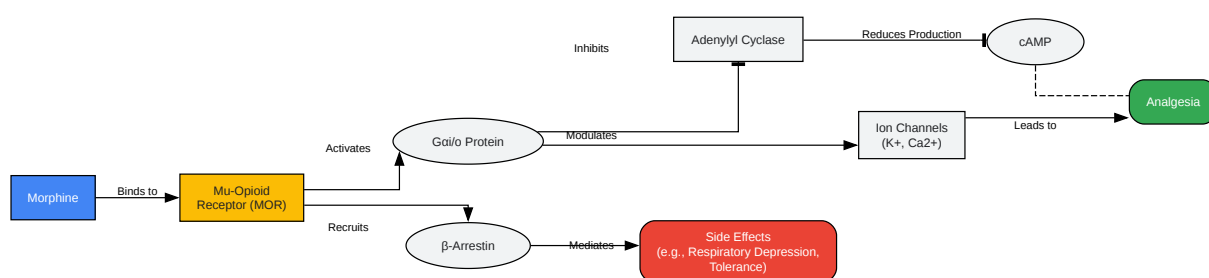 Morphine
Binds to
Mu-Opioid
Receptor (MOR)
Activates
Recruits
Gαi/o Protein
β-Arrestin
Inhibits
Modulates
Mediates
Adenylyl Cyclase
Reduces Production
cAMP
Ion Channels
(K+, Ca2+)
Leads to
Analgesia
Side Effects
(e.g., Respiratory Depression,
Tolerance)